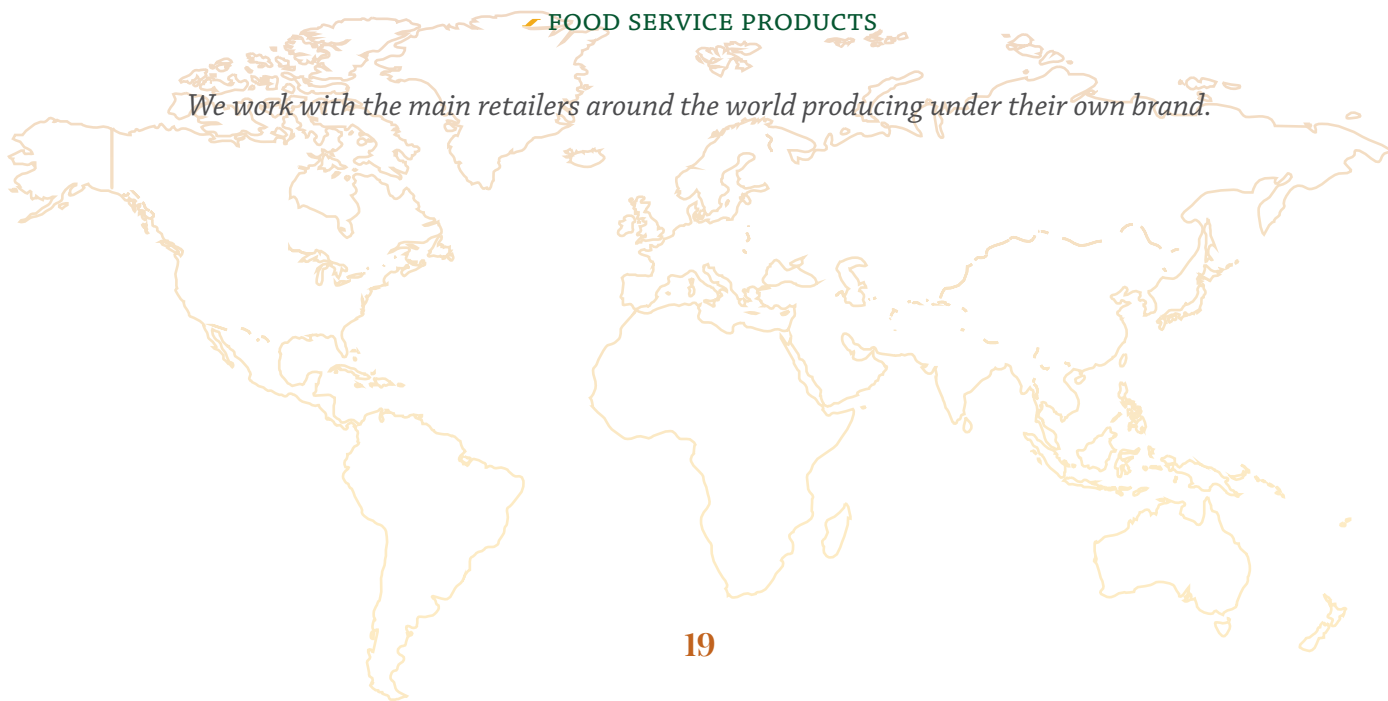 FOOD SERVICE PRODUCTS
We work with the main retailers around the world producing under their own brand.
19